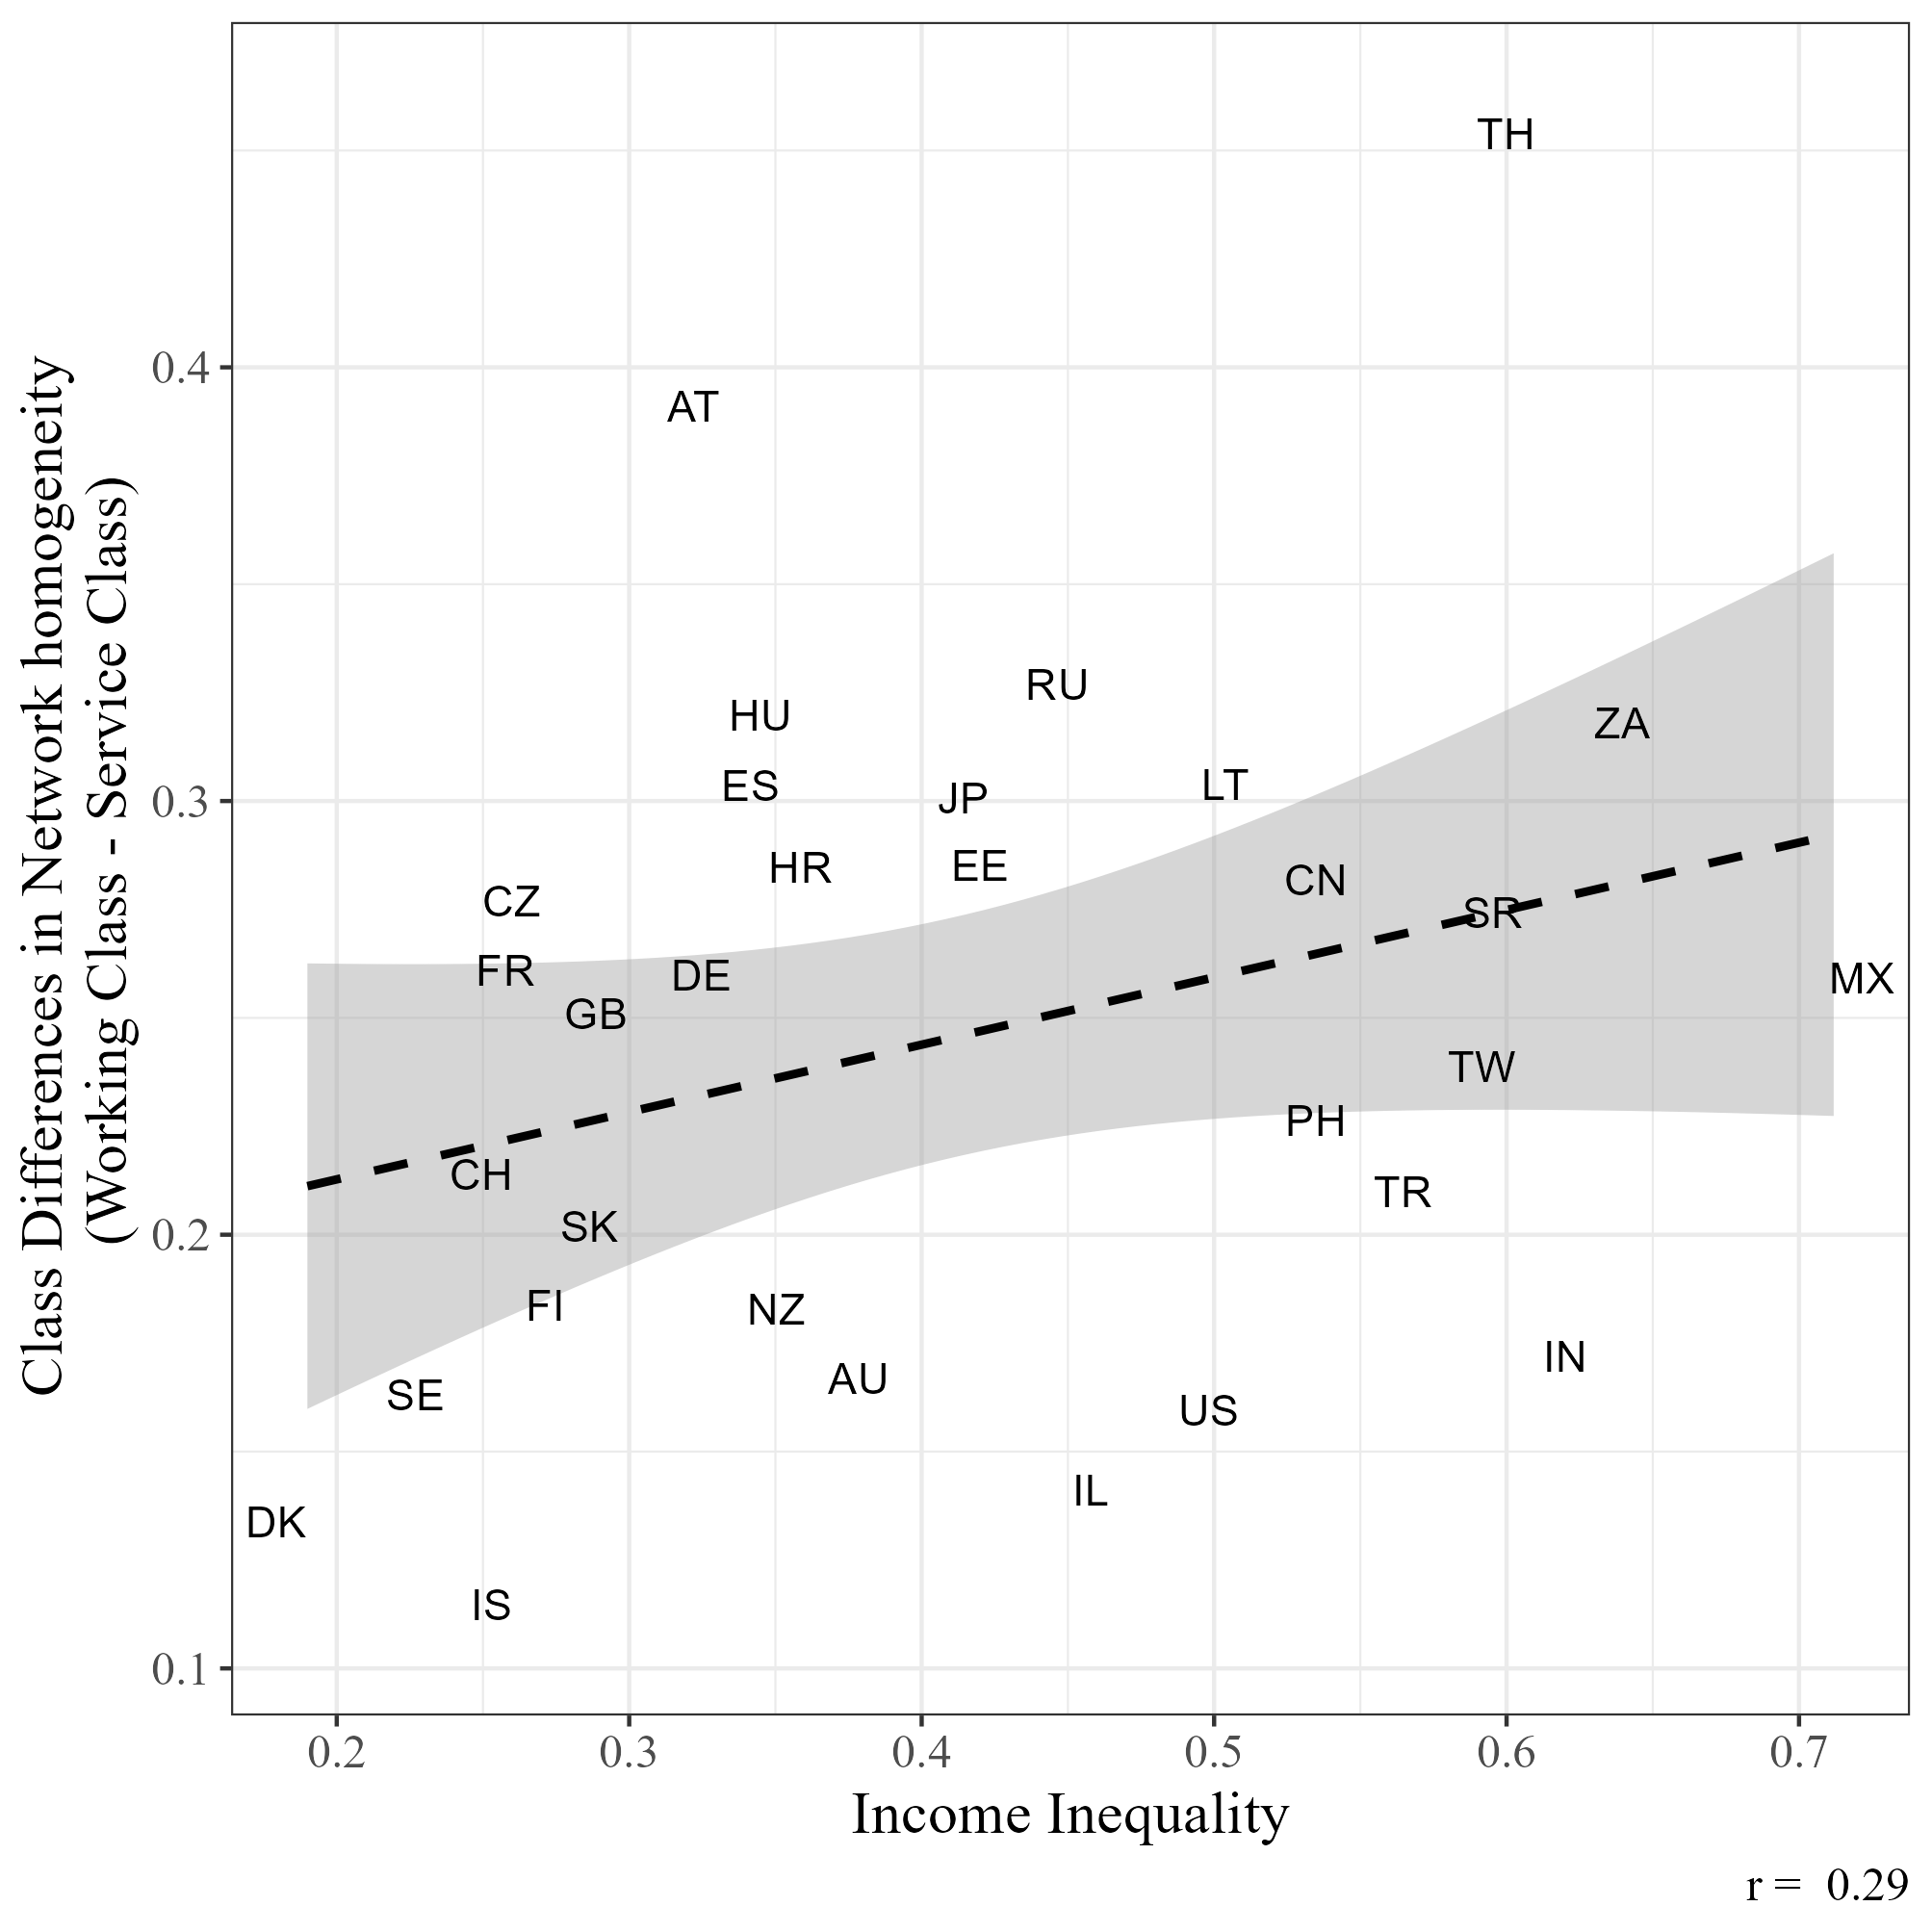 Class Differences in Network homogeneity
(Working Class - Service Class)
0.4
0.3
0.2
0.1
TH
AT
RU
HU
ZA
ES
JP
LT
HR
EE
CN
CZ
SR
FR
DE
MX
GB
TW
PH
CH
TR
SK
FI
NZ
IN
AU
SE
US
IL
DK
IS
0.2 0.3 0.4 0.5 0.6 0.7
Income Inequality
r = 0.29